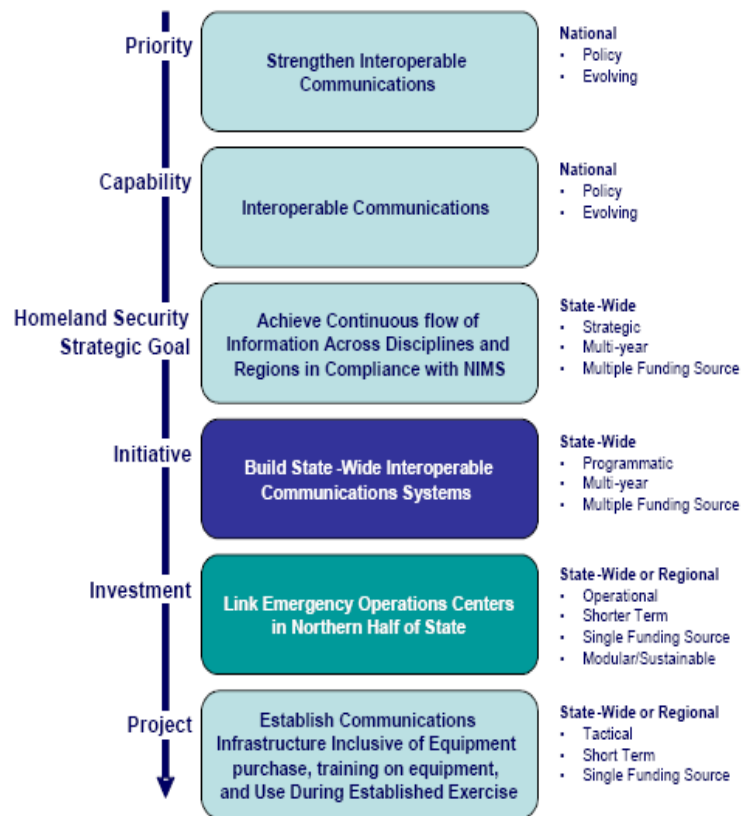 Priority
Strengthen Interoperable
Communications
National
▪ Policy
▪ Evolving
Capability
Interoperable Communications
National
▪ Policy
▪ Evolving
Homeland Security
Strategic Goal
Achieve Continuous flow of
Information Across Disciplines and
Regions in Compliance with NIMS
State-Wide
▪ Strategic
▪ Multi-year
▪ Multiple Funding Source
Initiative
Build State -Wide Interoperable
Communications Systems
State-Wide
▪ Programmatic
▪ Multi-year
▪ Multiple Funding Source
Investment
Link Emergency Operations Centers
in Northern Half of State
State-Wide or Regional
▪ Operational
▪ Shorter Term
▪ Single Funding Source
▪ Modular/Sustainable
Project
Establish Communications
Infrastructure Inclusive of Equipment
purchase, training on equipment,
and Use During Established Exercise
State-Wide or Regional
▪ Tactical
▪ Short Term
▪ Single Funding Source